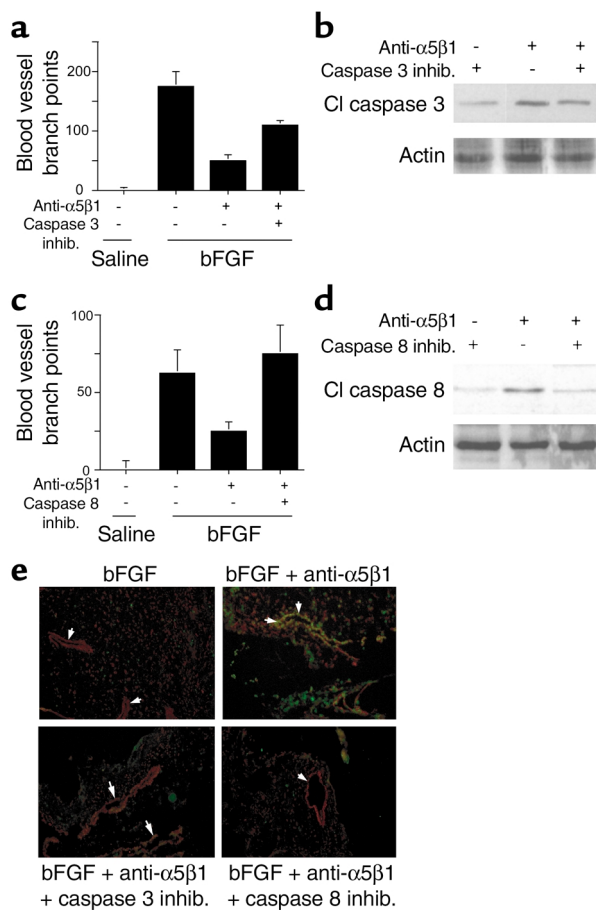 a
Blood vessel
branch points
200
100
0
Anti-α5β1 - - + +
Caspase 3 - - - +
inhib.
Saline bFGF
b
Anti-α5β1 - + +
Caspase 3 inhib. + - +
Cl caspase 3
Actin
c
Blood vessel
branch points
100
50
0
Anti-α5β1 - - + +
Caspase 8 - - - +
inhib.
Saline bFGF
d
Anti-α5β1 - + +
Caspase 8 inhib. + - +
Cl caspase 8
Actin
e
bFGF bFGF + anti-α5β1
bFGF + anti-α5β1 bFGF + anti-α5β1
+ caspase 3 inhib. + caspase 8 inhib.